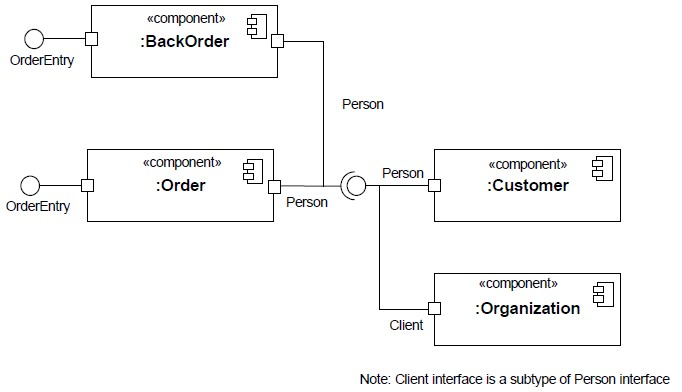 «component»
:BackOrder
OrderEntry
Person
«component»
:Order
OrderEntry
Person
Person
«component»
:Customer
«component»
:Organization
Client
Note: Client interface is a subtype of Person interface